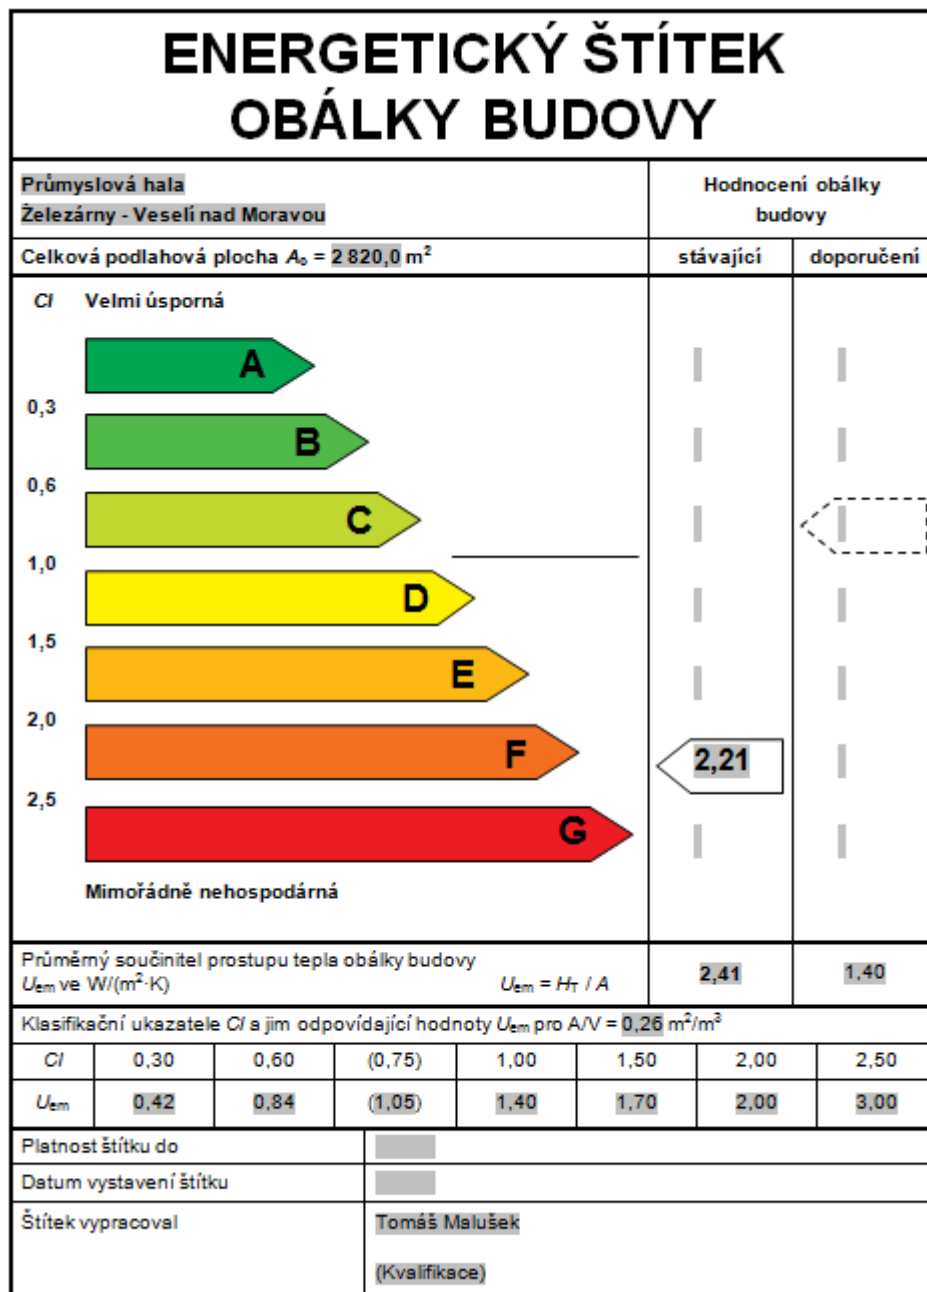 ENERGETICKÝ ŠTÍTEK
OBÁLKY BUDOVY
Průmyslová hala
Železárny - Veselí nad Moravou
Hodnocení obálky
budovy
Celková podlahová plocha Ao = 2 820,0 m²
stávající
doporučení
CI Velmi úsporná
A
0,3
B
0,6
C
1,0
D
1,5
E
2,0
F
2,21
2,5
G
Mimořádně nehospodárná
Průměrný součinitel prostupu tepla obálky budovy
Uem ve W/(m²·K) Uem = HT / A
2,41
1,40
Klasifikační ukazatele CI a jim odpovídající hodnoty Uem pro A/V = 0,26 m²/m³
CI 0,30 0,60 (0,75) 1,00 1,50 2,00 2,50
Uem 0,42 0,84 (1,05) 1,40 1,70 2,00 3,00
Platnost štítku do
Datum vystavení štítku
Štítek vypracoval Tomáš Malušek
(Kvalifikace)